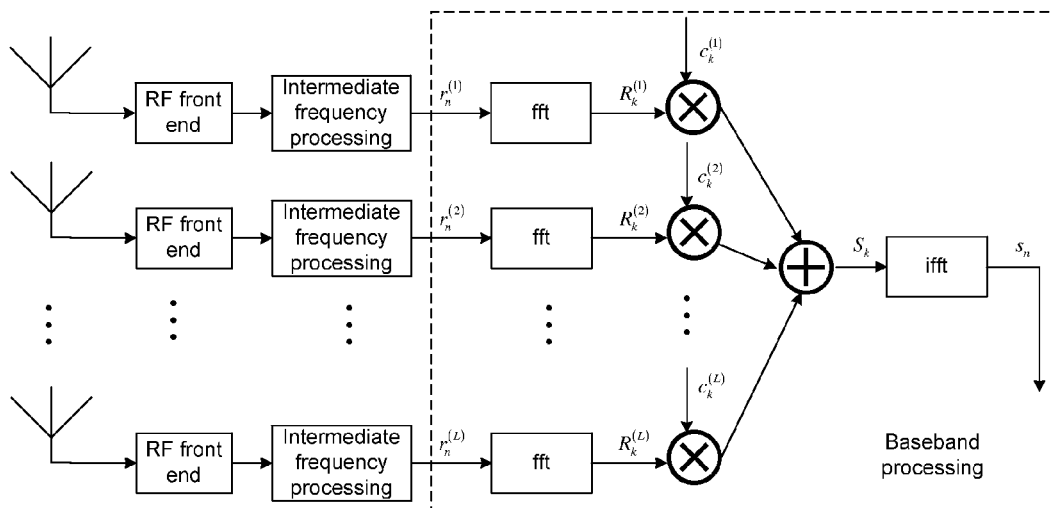 c_k^{(1)}
RF front
end
Intermediate
frequency
processing
r_n^{(1)}
fft
R_k^{(1)}
c_k^{(2)}
RF front
end
Intermediate
frequency
processing
r_n^{(2)}
fft
R_k^{(2)}
S_k
ifft
s_n
c_k^{(L)}
RF front
end
Intermediate
frequency
processing
r_n^{(L)}
fft
R_k^{(L)}
Baseband
processing